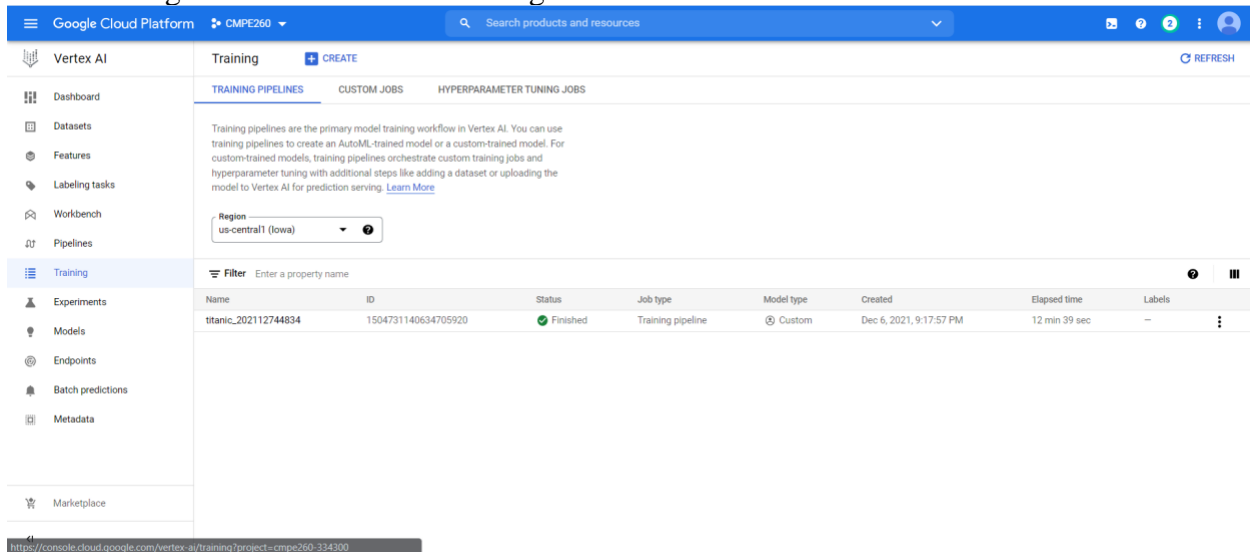 Google Cloud Platform CMPE260 Search products and resources 2
Vertex AI Training CREATE REFRESH
TRAINING PIPELINES CUSTOM JOBS HYPERPARAMETER TUNING JOBS
Dashboard
Datasets
Features
Labeling tasks
Workbench
Pipelines
Training
Experiments
Models
Endpoints
Batch predictions
Metadata
Marketplace
Training pipelines are the primary model training workflow in Vertex AI. You can use
training pipelines to create an AutoML-trained model or a custom-trained model. For
custom-trained models, training pipelines orchestrate custom training jobs and
hyperparameter tuning with additional steps like adding a dataset or uploading the
model to Vertex AI for prediction serving. Learn More
Region
us-central1 (Iowa)
Filter Enter a property name
Name ID Status Job type Model type Created Elapsed time Labels
titanic_202112744834 1504731140634705920 Finished Training pipeline Custom Dec 6, 2021, 9:17:57 PM 12 min 39 sec —
https://console.cloud.google.com/vertex-ai/training?project=cmpe260-334300